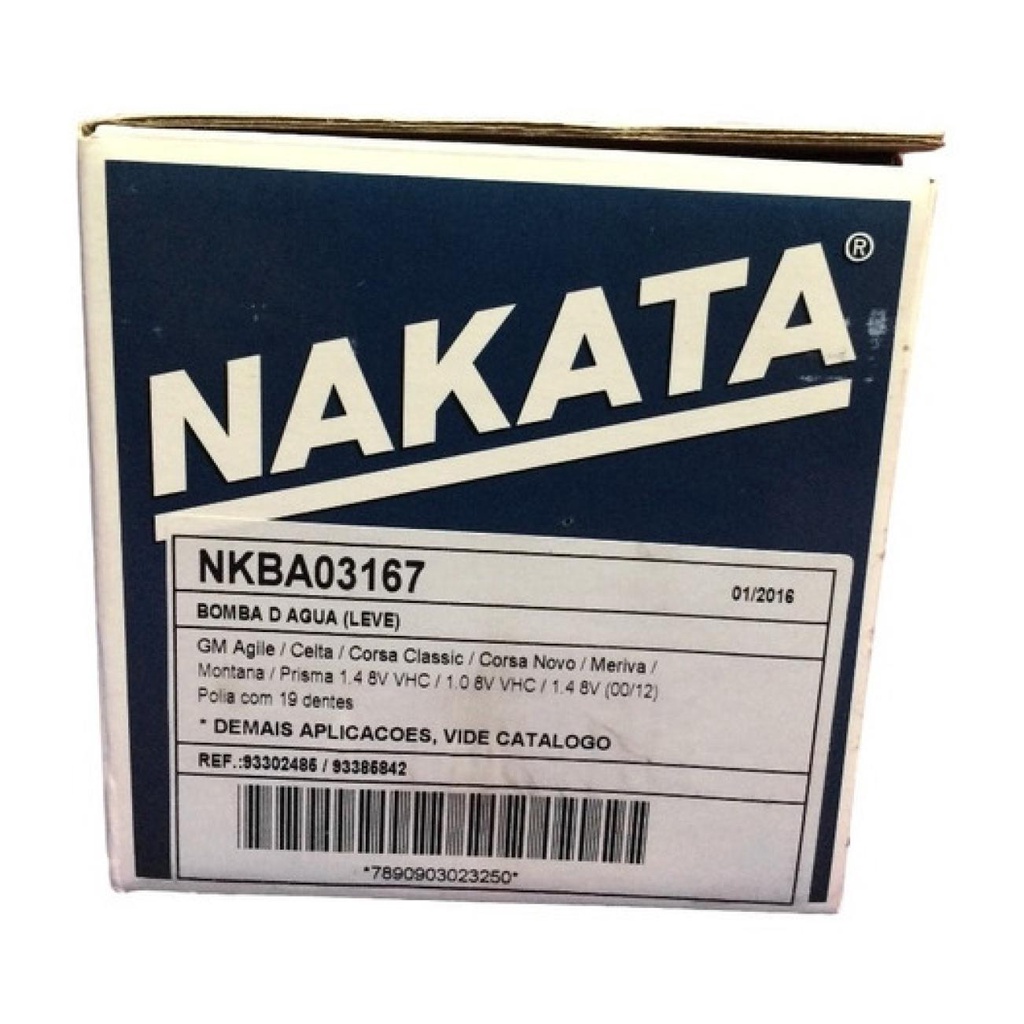 NAKATA®
NKBA03167
01/2016
BOMBA D AGUA (LEVE)
GM Agile / Celta / Corsa Classic / Corsa Novo / Meriva /
Montana / Prisma 1.4 8V VHC / 1.0 8V VHC / 1.4 8V (00/12)
Polia com 19 dentes
* DEMAIS APLICACOES, VIDE CATALOGO
REF.:93302486 / 93385842
*7890903023250*